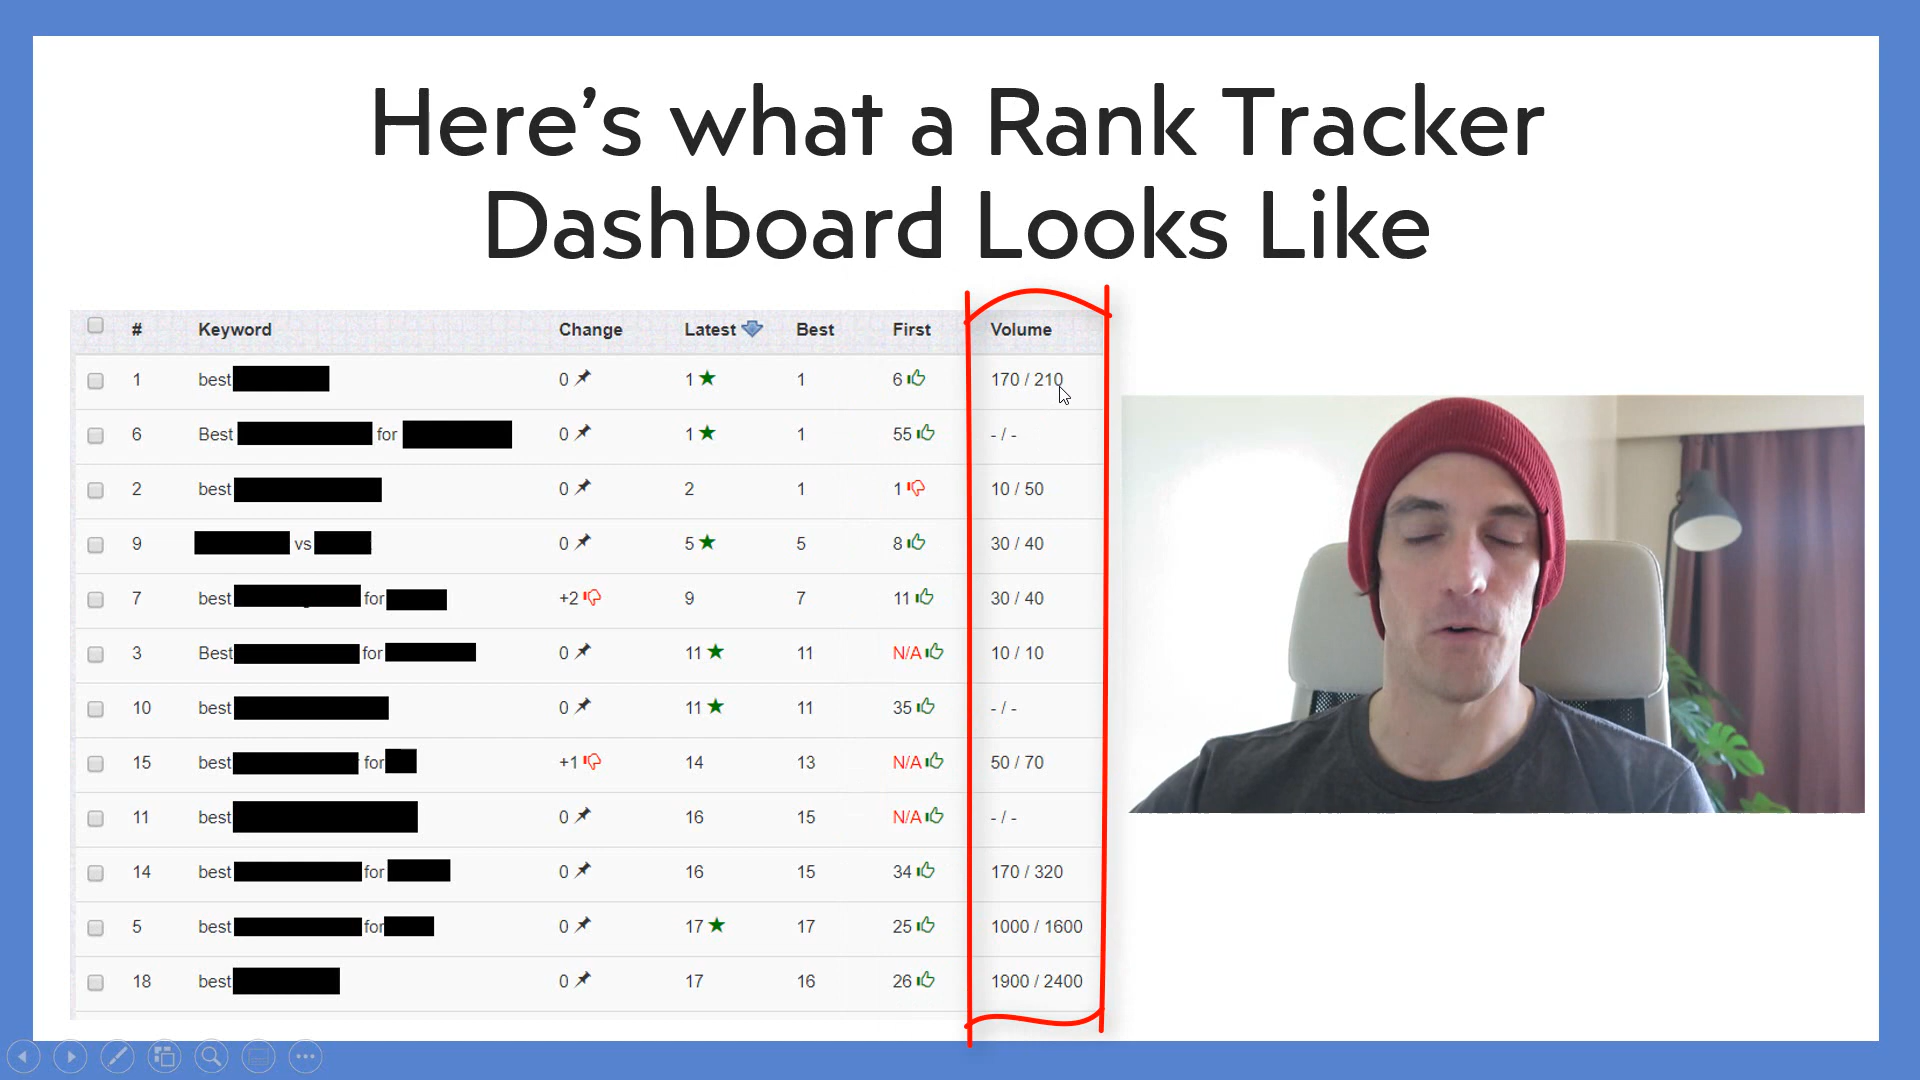 Here's what a Rank Tracker
Dashboard Looks Like
# Keyword Change Latest Best First Volume
1 best 0 1 1 6 170 / 210
6 Best for 0 1 1 55 - / -
2 best 0 2 1 1 10 / 50
9 vs 0 5 5 8 30 / 40
7 best for +2 9 7 11 30 / 40
3 Best for 0 11 11 N/A 10 / 10
10 best 0 11 11 35 - / -
15 best for +1 14 13 N/A 50 / 70
11 best 0 16 15 N/A - / -
14 best for 0 16 15 34 170 / 320
5 best for 0 17 17 25 1000 / 1600
18 best 0 17 16 26 1900 / 2400